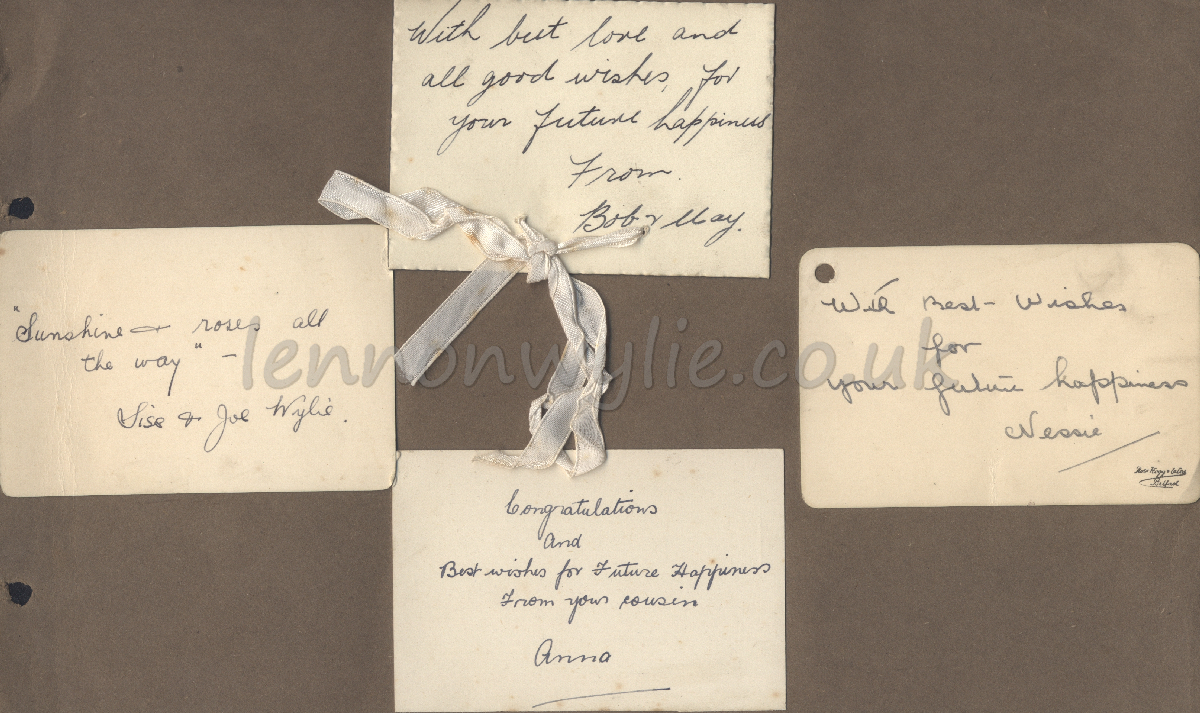 With best love and
all good wishes, for
your future happiness
From.
Bob & May.
"Sunshine & roses all
the way" -
Sise & Joe Wylie.
With Best Wishes
for
your future happiness
Nessie
Belfast
Congratulations
And
Best wishes for Future Happiness
From your cousin
Anna
lennonwylie.co.uk